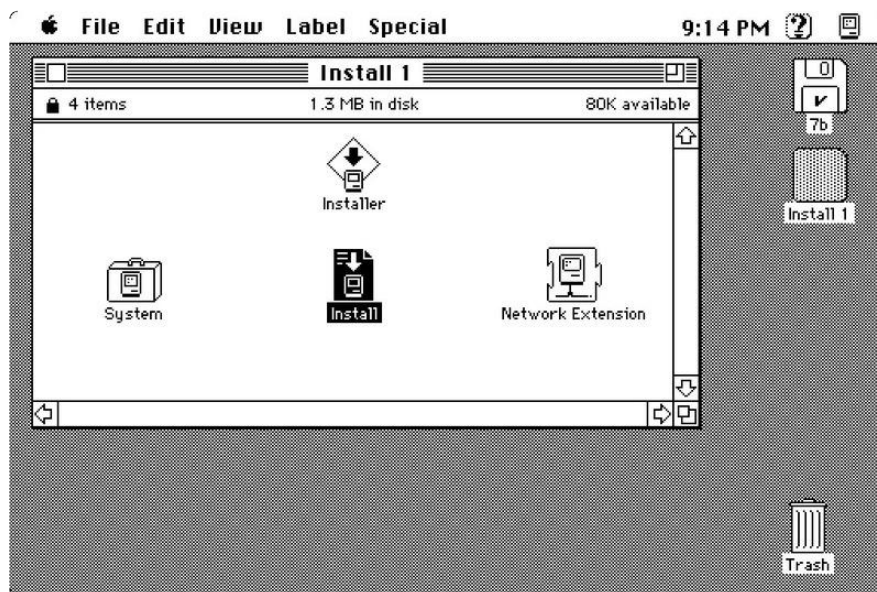 File Edit View Label Special 9:14 PM
Install 1
4 items 1.3 MB in disk 80K available
7b
Installer
Install 1
System Install Network Extension
Trash